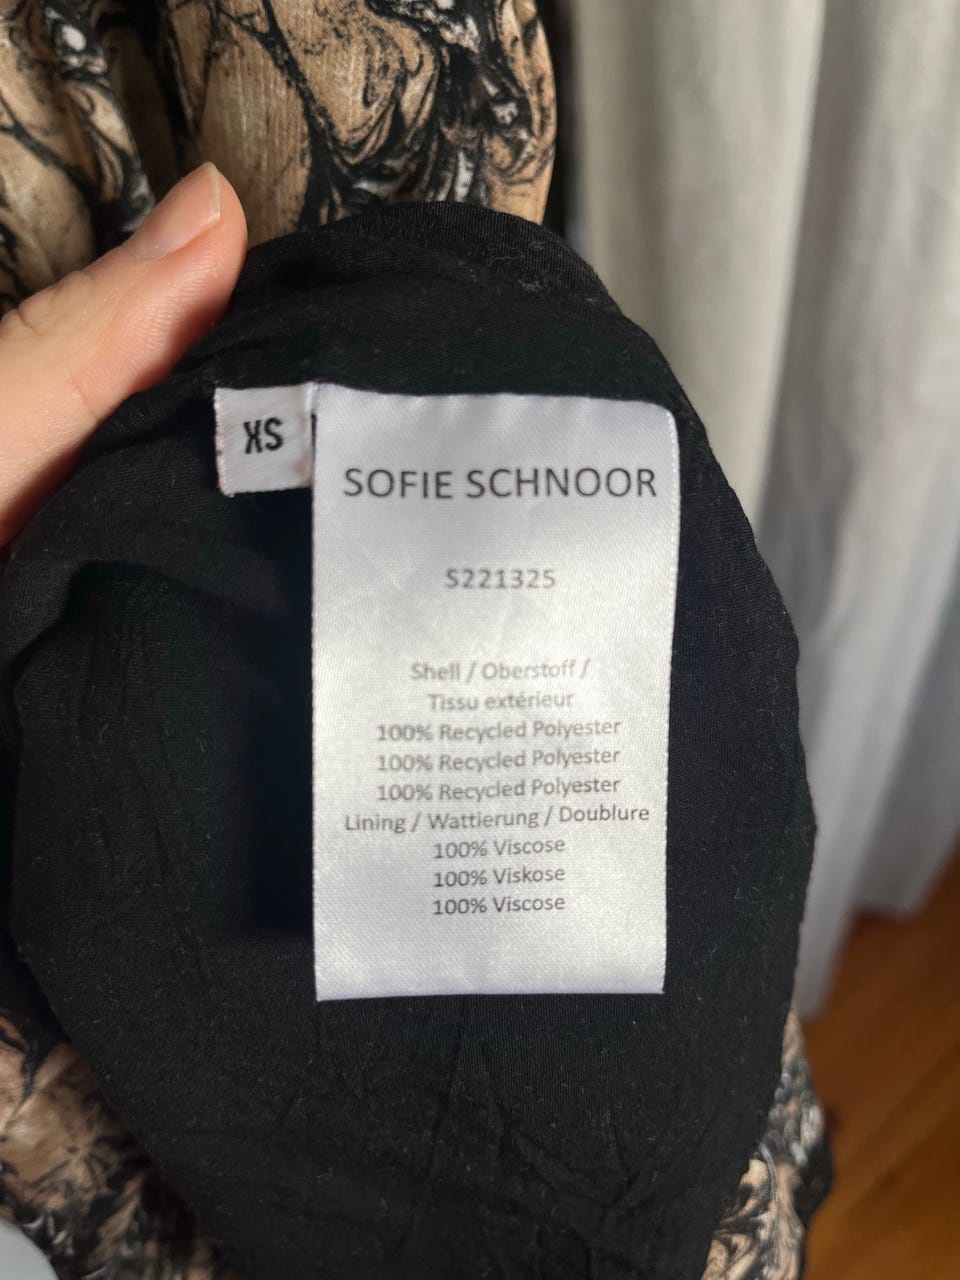 XS
SOFIE SCHNOOR
S221325
Shell / Oberstoff /
Tissu extérieur
100% Recycled Polyester
100% Recycled Polyester
100% Recycled Polyester
Lining / Wattierung / Doublure
100% Viscose
100% Viskose
100% Viscose